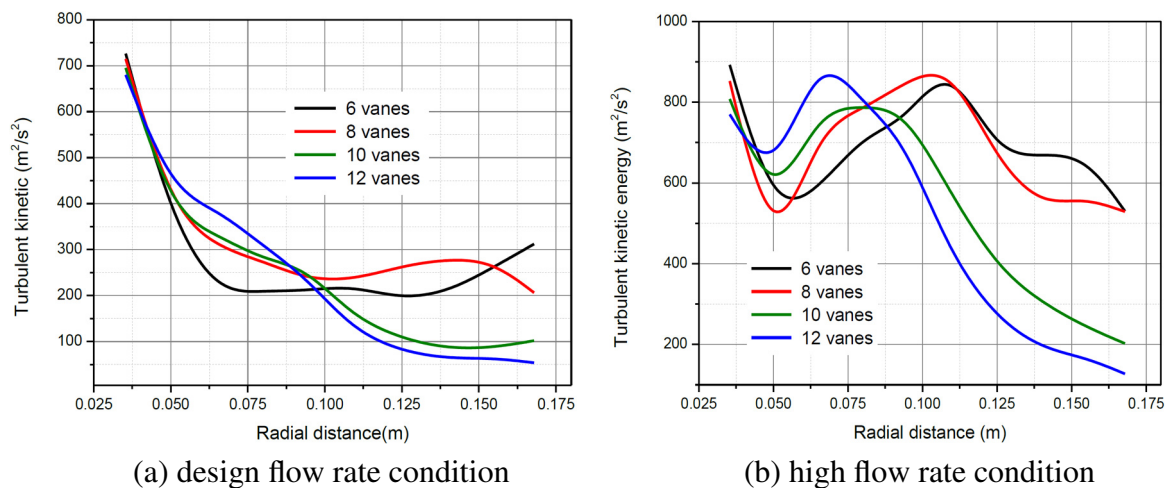 800
700
600
500
400
300
200
100
Turbulent kinetic (m²/s²)
6 vanes
8 vanes
10 vanes
12 vanes
0.025 0.050 0.075 0.100 0.125 0.150 0.175
Radial distance(m)
(a) design flow rate condition
1000
800
600
400
200
Turbulent kinetic energy (m²/s²)
6 vanes
8 vanes
10 vanes
12 vanes
0.025 0.050 0.075 0.100 0.125 0.150 0.175
Radial distance (m)
(b) high flow rate condition